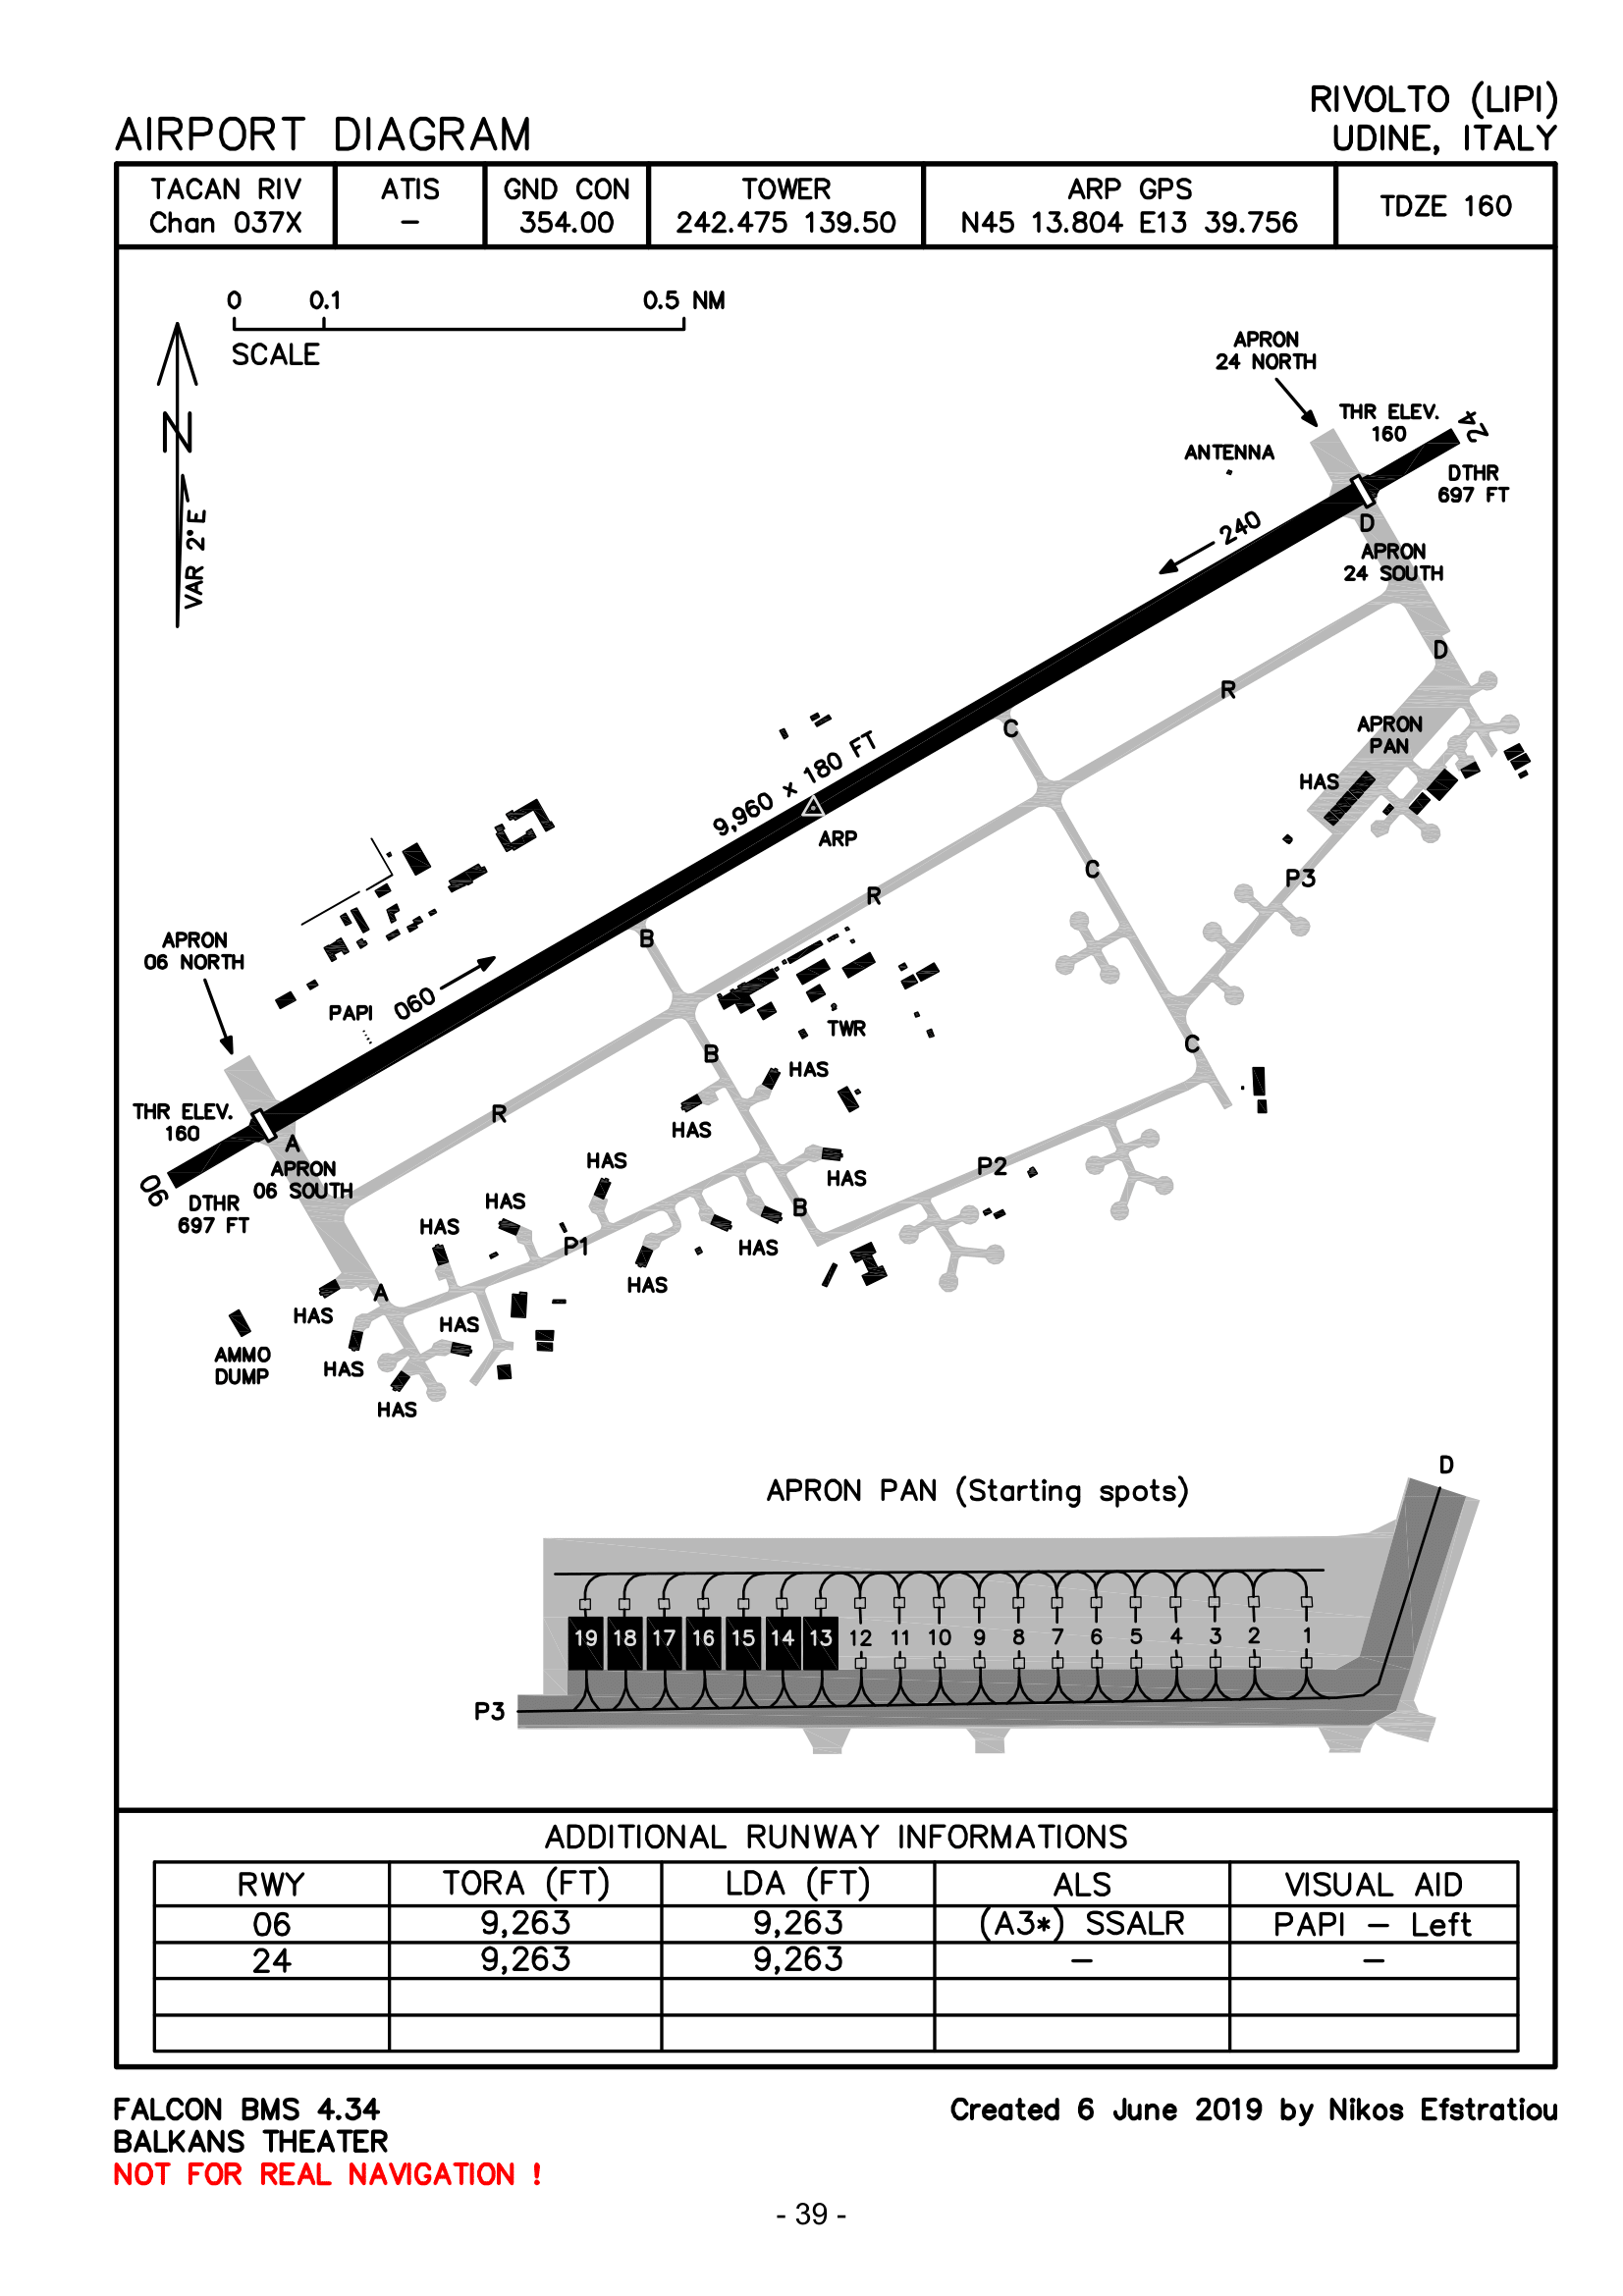 RIVOLTO (LIPI)
AIRPORT DIAGRAM
UDINE, ITALY
TACAN RIV
Chan 037X
ATIS
–
GND CON
354.00
TOWER
242.475 139.50
ARP GPS
N45 13.804 E13 39.756
TDZE 160
0
0.1
0.5 NM
SCALE
N
VAR 2°E
APRON
24 NORTH
THR ELEV.
160
24
DTHR
697 FT
ANTENNA
240
D
APRON
24 SOUTH
D
R
C
APRON
PAN
HAS
9,960 x 180 FT
ARP
C
P3
R
B
APRON
06 NORTH
PAPI
060
TWR
B
C
HAS
THR ELEV.
160
R
HAS
A
APRON
06 SOUTH
06
DTHR
697 FT
HAS
HAS
P2
HAS
B
HAS
P1
HAS
HAS
A
HAS
HAS
HAS
AMMO
DUMP
HAS
HAS
D
APRON PAN (Starting spots)
19 18 17 16 15 14 13 12 11 10 9 8 7 6 5 4 3 2 1
P3
ADDITIONAL RUNWAY INFORMATIONS
RWY TORA (FT) LDA (FT) ALS VISUAL AID
06 9,263 9,263 (A3*) SSALR PAPI – Left
24 9,263 9,263 – –
FALCON BMS 4.34
Created 6 June 2019 by Nikos Efstratiou
BALKANS THEATER
NOT FOR REAL NAVIGATION !
- 39 -